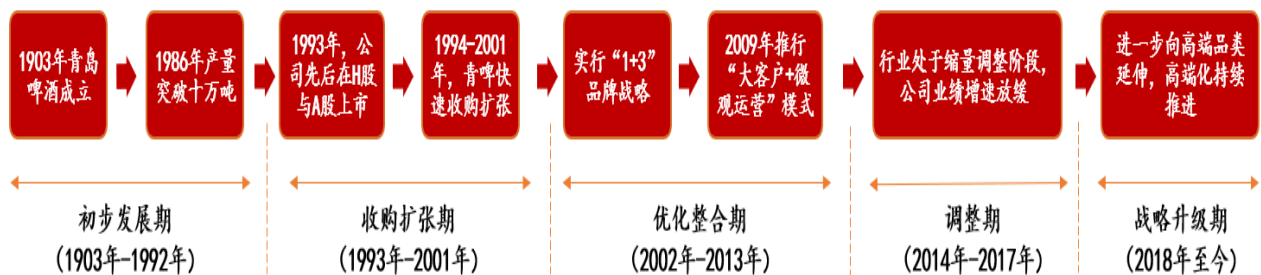 1903年青岛
啤酒成立
1986年产量
突破十万吨
1993年，公
司先后在H股
与A股上市
1994-2001
年，青啤快
速收购扩张
实行“1+3”
品牌战略
2009年推行
“大客户+微
观运营”模式
行业处于缩量调整阶段，
公司业绩增速放缓
进一步向高端品类
延伸，高端化持续
推进
初步发展期
（1903年-1992年）
收购扩张期
（1993年-2001年）
优化整合期
（2002年-2013年）
调整期
（2014年-2017年）
战略升级期
（2018年至今）